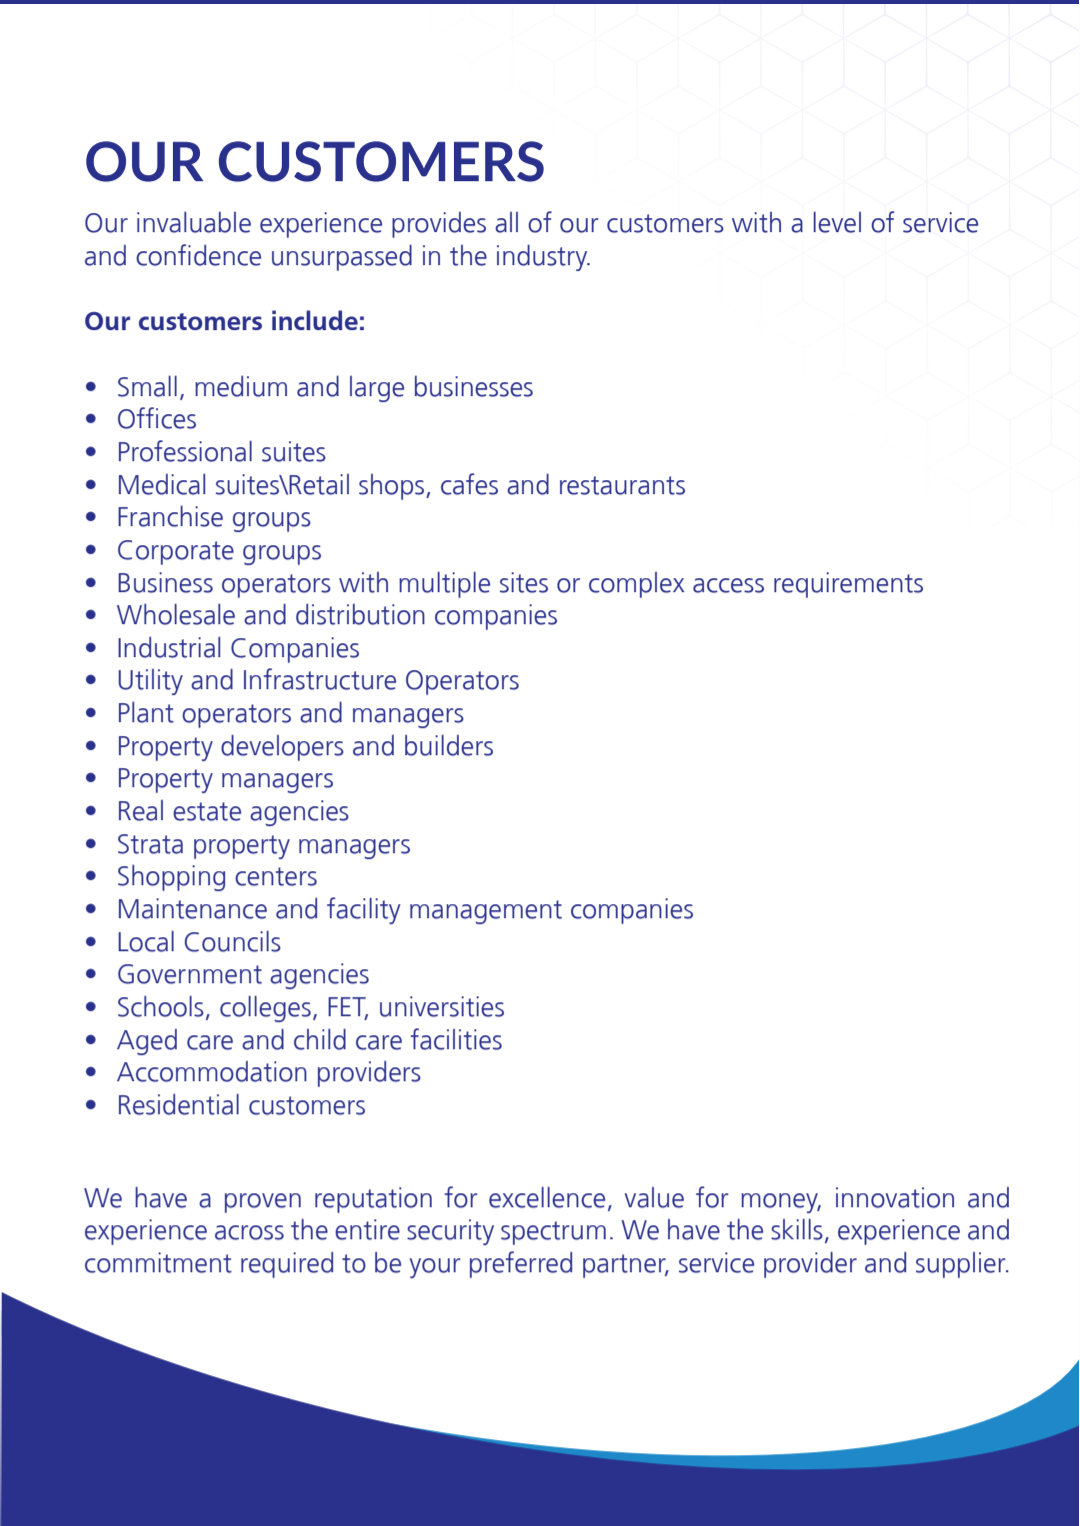 OUR CUSTOMERS
Our invaluable experience provides all of our customers with a level of service
and confidence unsurpassed in the industry.
Our customers include:
• Small, medium and large businesses
• Offices
• Professional suites
• Medical suites\Retail shops, cafes and restaurants
• Franchise groups
• Corporate groups
• Business operators with multiple sites or complex access requirements
• Wholesale and distribution companies
• Industrial Companies
• Utility and Infrastructure Operators
• Plant operators and managers
• Property developers and builders
• Property managers
• Real estate agencies
• Strata property managers
• Shopping centers
• Maintenance and facility management companies
• Local Councils
• Government agencies
• Schools, colleges, FET, universities
• Aged care and child care facilities
• Accommodation providers
• Residential customers
We have a proven reputation for excellence, value for money, innovation and
experience across the entire security spectrum. We have the skills, experience and
commitment required to be your preferred partner, service provider and supplier.